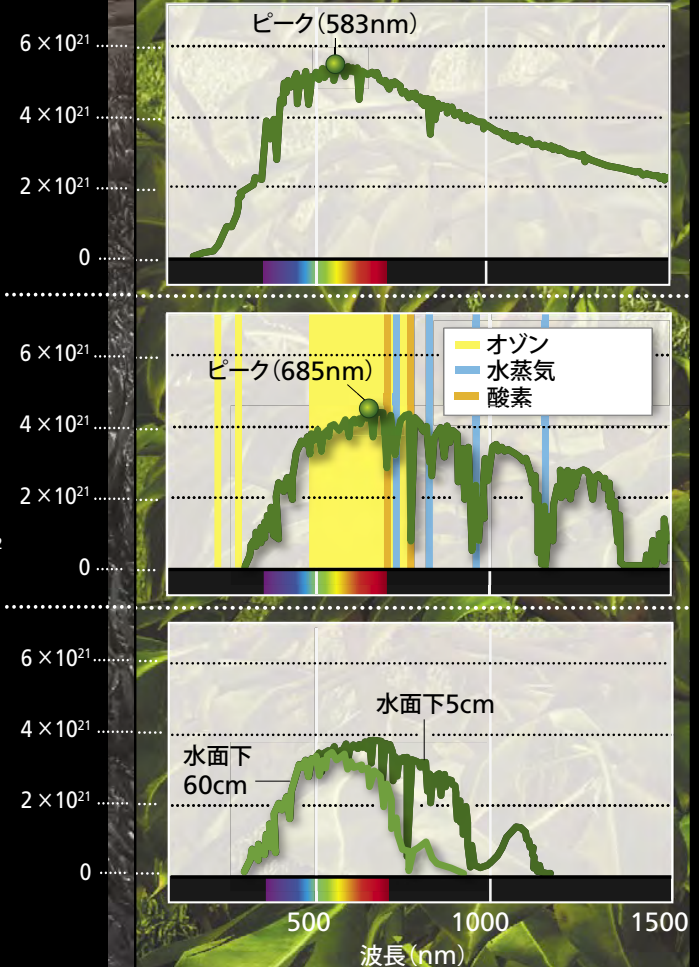 ピーク(583nm)
6×10²¹
4×10²¹
2×10²¹
0
オゾン
水蒸気
酸素
ピーク(685nm)
6×10²¹
4×10²¹
2×10²¹
2
0
水面下5cm
水面下
60cm
6×10²¹
4×10²¹
2×10²¹
0
500 1000 1500
波長(nm)